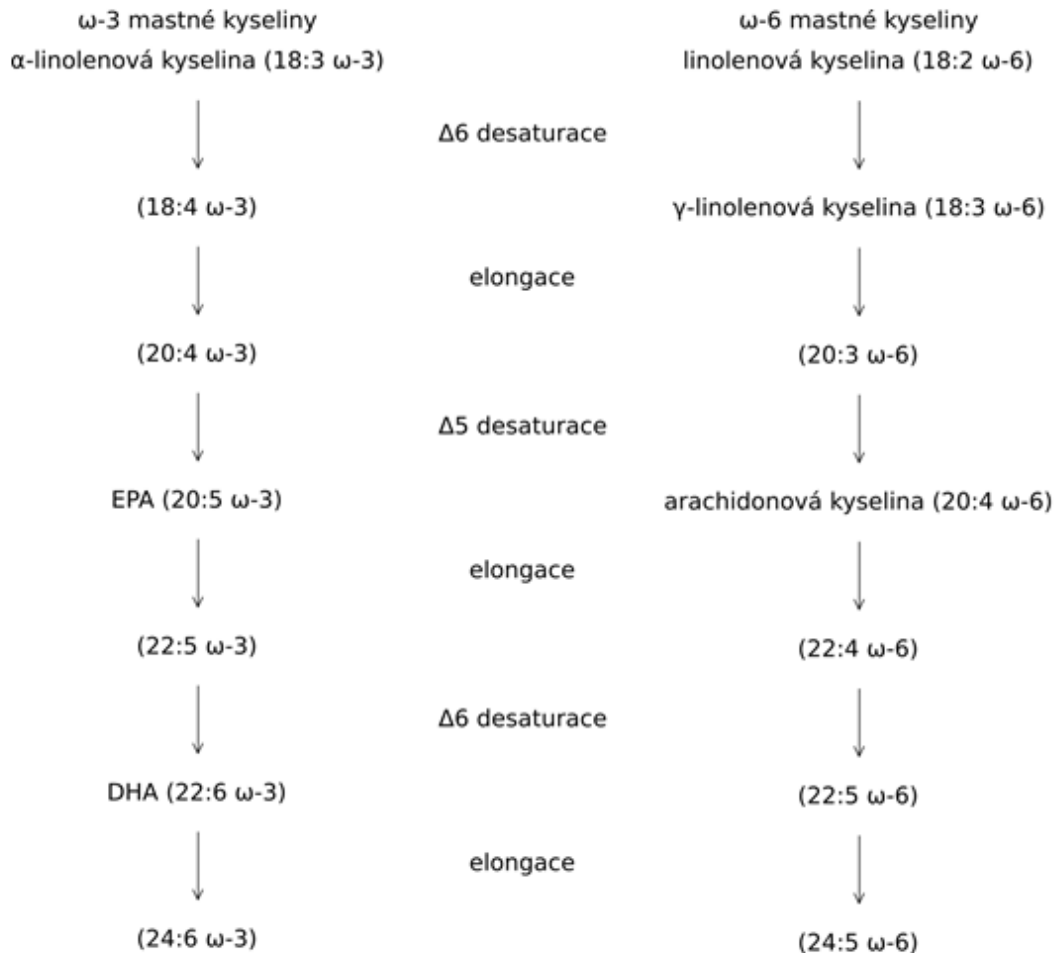 ω-3 mastné kyseliny
ω-6 mastné kyseliny
α-linolenová kyselina (18:3 ω-3)
linolenová kyselina (18:2 ω-6)
Δ6 desaturace
(18:4 ω-3)
γ-linolenová kyselina (18:3 ω-6)
elongace
(20:4 ω-3)
(20:3 ω-6)
Δ5 desaturace
EPA (20:5 ω-3)
arachidonová kyselina (20:4 ω-6)
elongace
(22:5 ω-3)
(22:4 ω-6)
Δ6 desaturace
DHA (22:6 ω-3)
(22:5 ω-6)
elongace
(24:6 ω-3)
(24:5 ω-6)